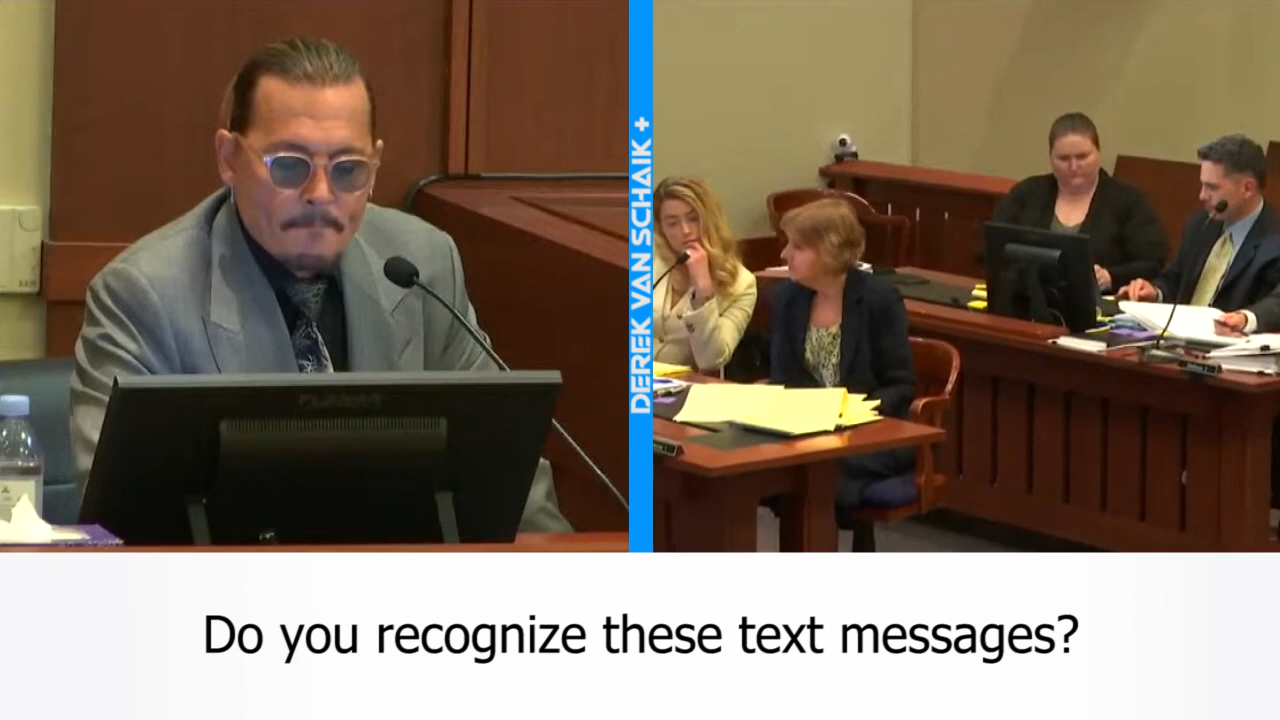 DEREK VAN SCHAIK +
Do you recognize these text messages?